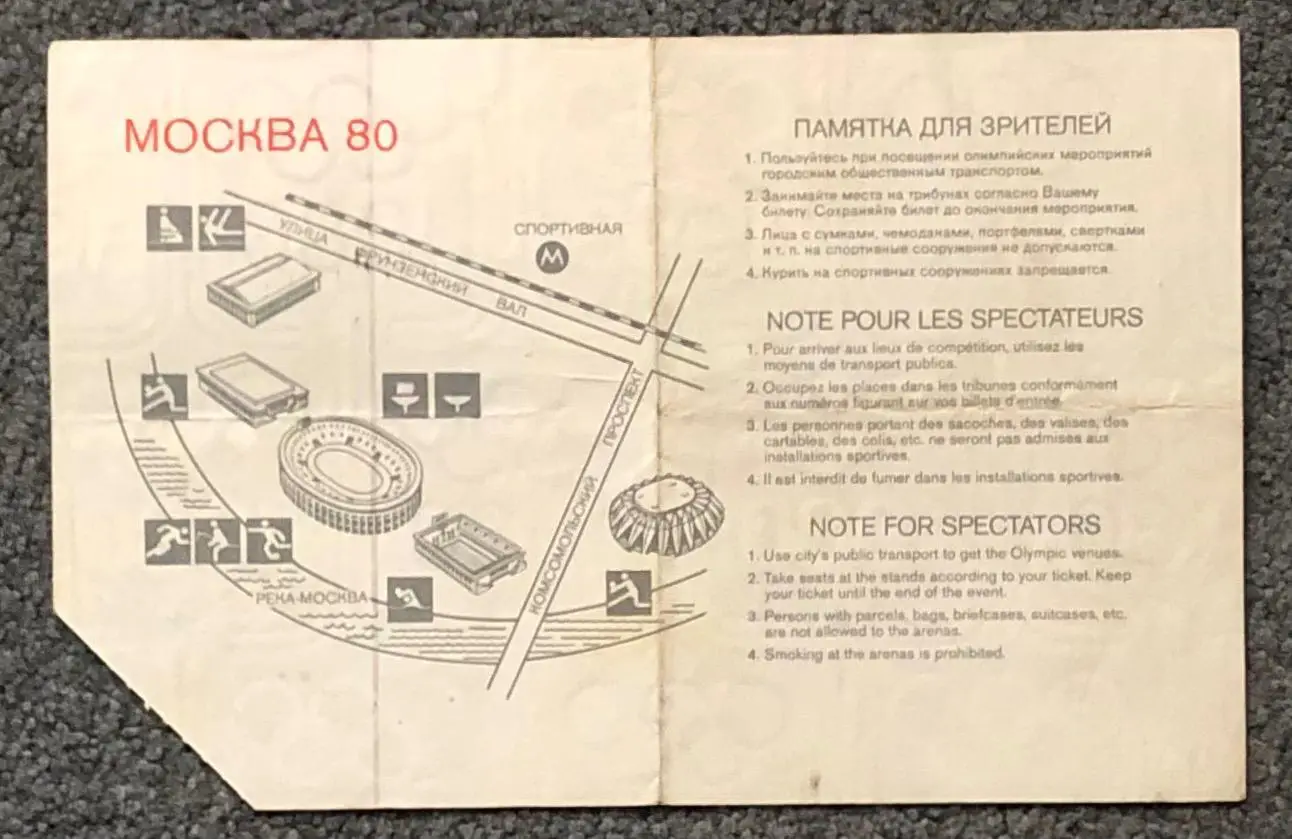 МОСКВА 80
СПОРТИВНАЯ
М
УЛИЦА ФРУНЗЕНСКИЙ ВАЛ
КОМСОМОЛЬСКИЙ ПРОСПЕКТ
РЕКА-МОСКВА
ПАМЯТКА ДЛЯ ЗРИТЕЛЕЙ
1. Пользуйтесь при посещении олимпийских мероприятий
городским общественным транспортом.
2. Занимайте места на трибунах согласно Вашему
билету. Сохраняйте билет до окончания мероприятия.
3. Лица с сумками, чемоданами, портфелями, свертками
и т. п. на спортивные сооружения не допускаются.
4. Курить на спортивных сооружениях запрещается.
NOTE POUR LES SPECTATEURS
1. Pour arriver aux lieux de compétition, utilisez les
moyens de transport publics.
2. Occupez les places dans les tribunes conformément
aux numéros figurant sur vos billets d'entrée.
3. Les personnes portant des sacoches, des valises, des
cartables, des colis, etc. ne seront pas admises aux
installations sportives.
4. Il est interdit de fumer dans les installations sportives.
NOTE FOR SPECTATORS
1. Use city's public transport to get the Olympic venues.
2. Take seats at the stands according to your ticket. Keep
your ticket until the end of the event.
3. Persons with parcels, bags, briefcases, suitcases, etc.
are not allowed to the arenas.
4. Smoking at the arenas is prohibited.